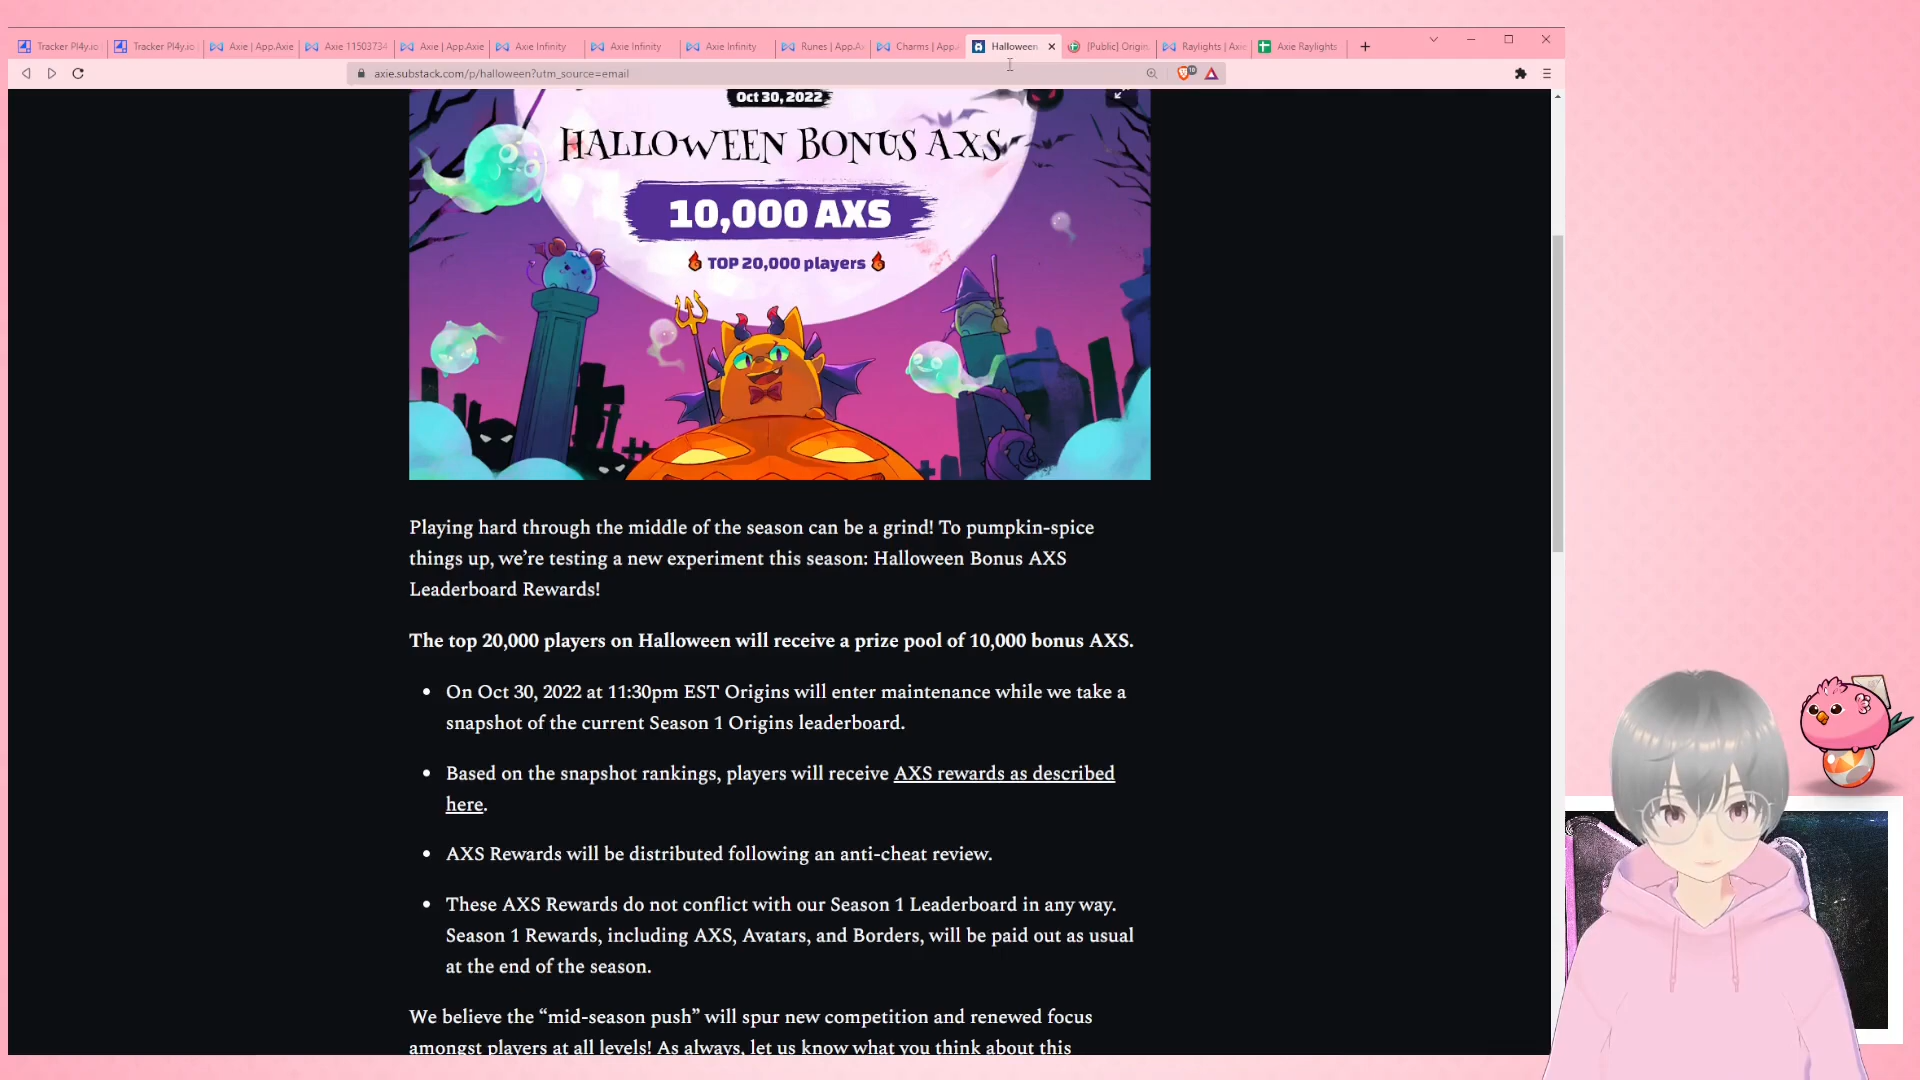 Tracker Pl4y.io
Tracker Pl4y.io
Axie | App.Axie
Axie 11503734
Axie | App.Axie
Axie Infinity
Axie Infinity
Axie Infinity
Runes | App.Ax
Charms | App.
Halloween
[Public] Origin
Raylights | Axie
Axie Raylights
axie.substack.com/p/halloween?utm_source=email
Oct 30, 2022
HALLOWEEN BONUS AXS
10,000 AXS
TOP 20,000 players
Playing hard through the middle of the season can be a grind! To pumpkin-spice
things up, we’re testing a new experiment this season: Halloween Bonus AXS
Leaderboard Rewards!
The top 20,000 players on Halloween will receive a prize pool of 10,000 bonus AXS.
• On Oct 30, 2022 at 11:30pm EST Origins will enter maintenance while we take a
snapshot of the current Season 1 Origins leaderboard.
• Based on the snapshot rankings, players will receive AXS rewards as described
here.
• AXS Rewards will be distributed following an anti-cheat review.
• These AXS Rewards do not conflict with our Season 1 Leaderboard in any way.
Season 1 Rewards, including AXS, Avatars, and Borders, will be paid out as usual
at the end of the season.
We believe the “mid-season push” will spur new competition and renewed focus
amongst players at all levels! As always, let us know what you think about this